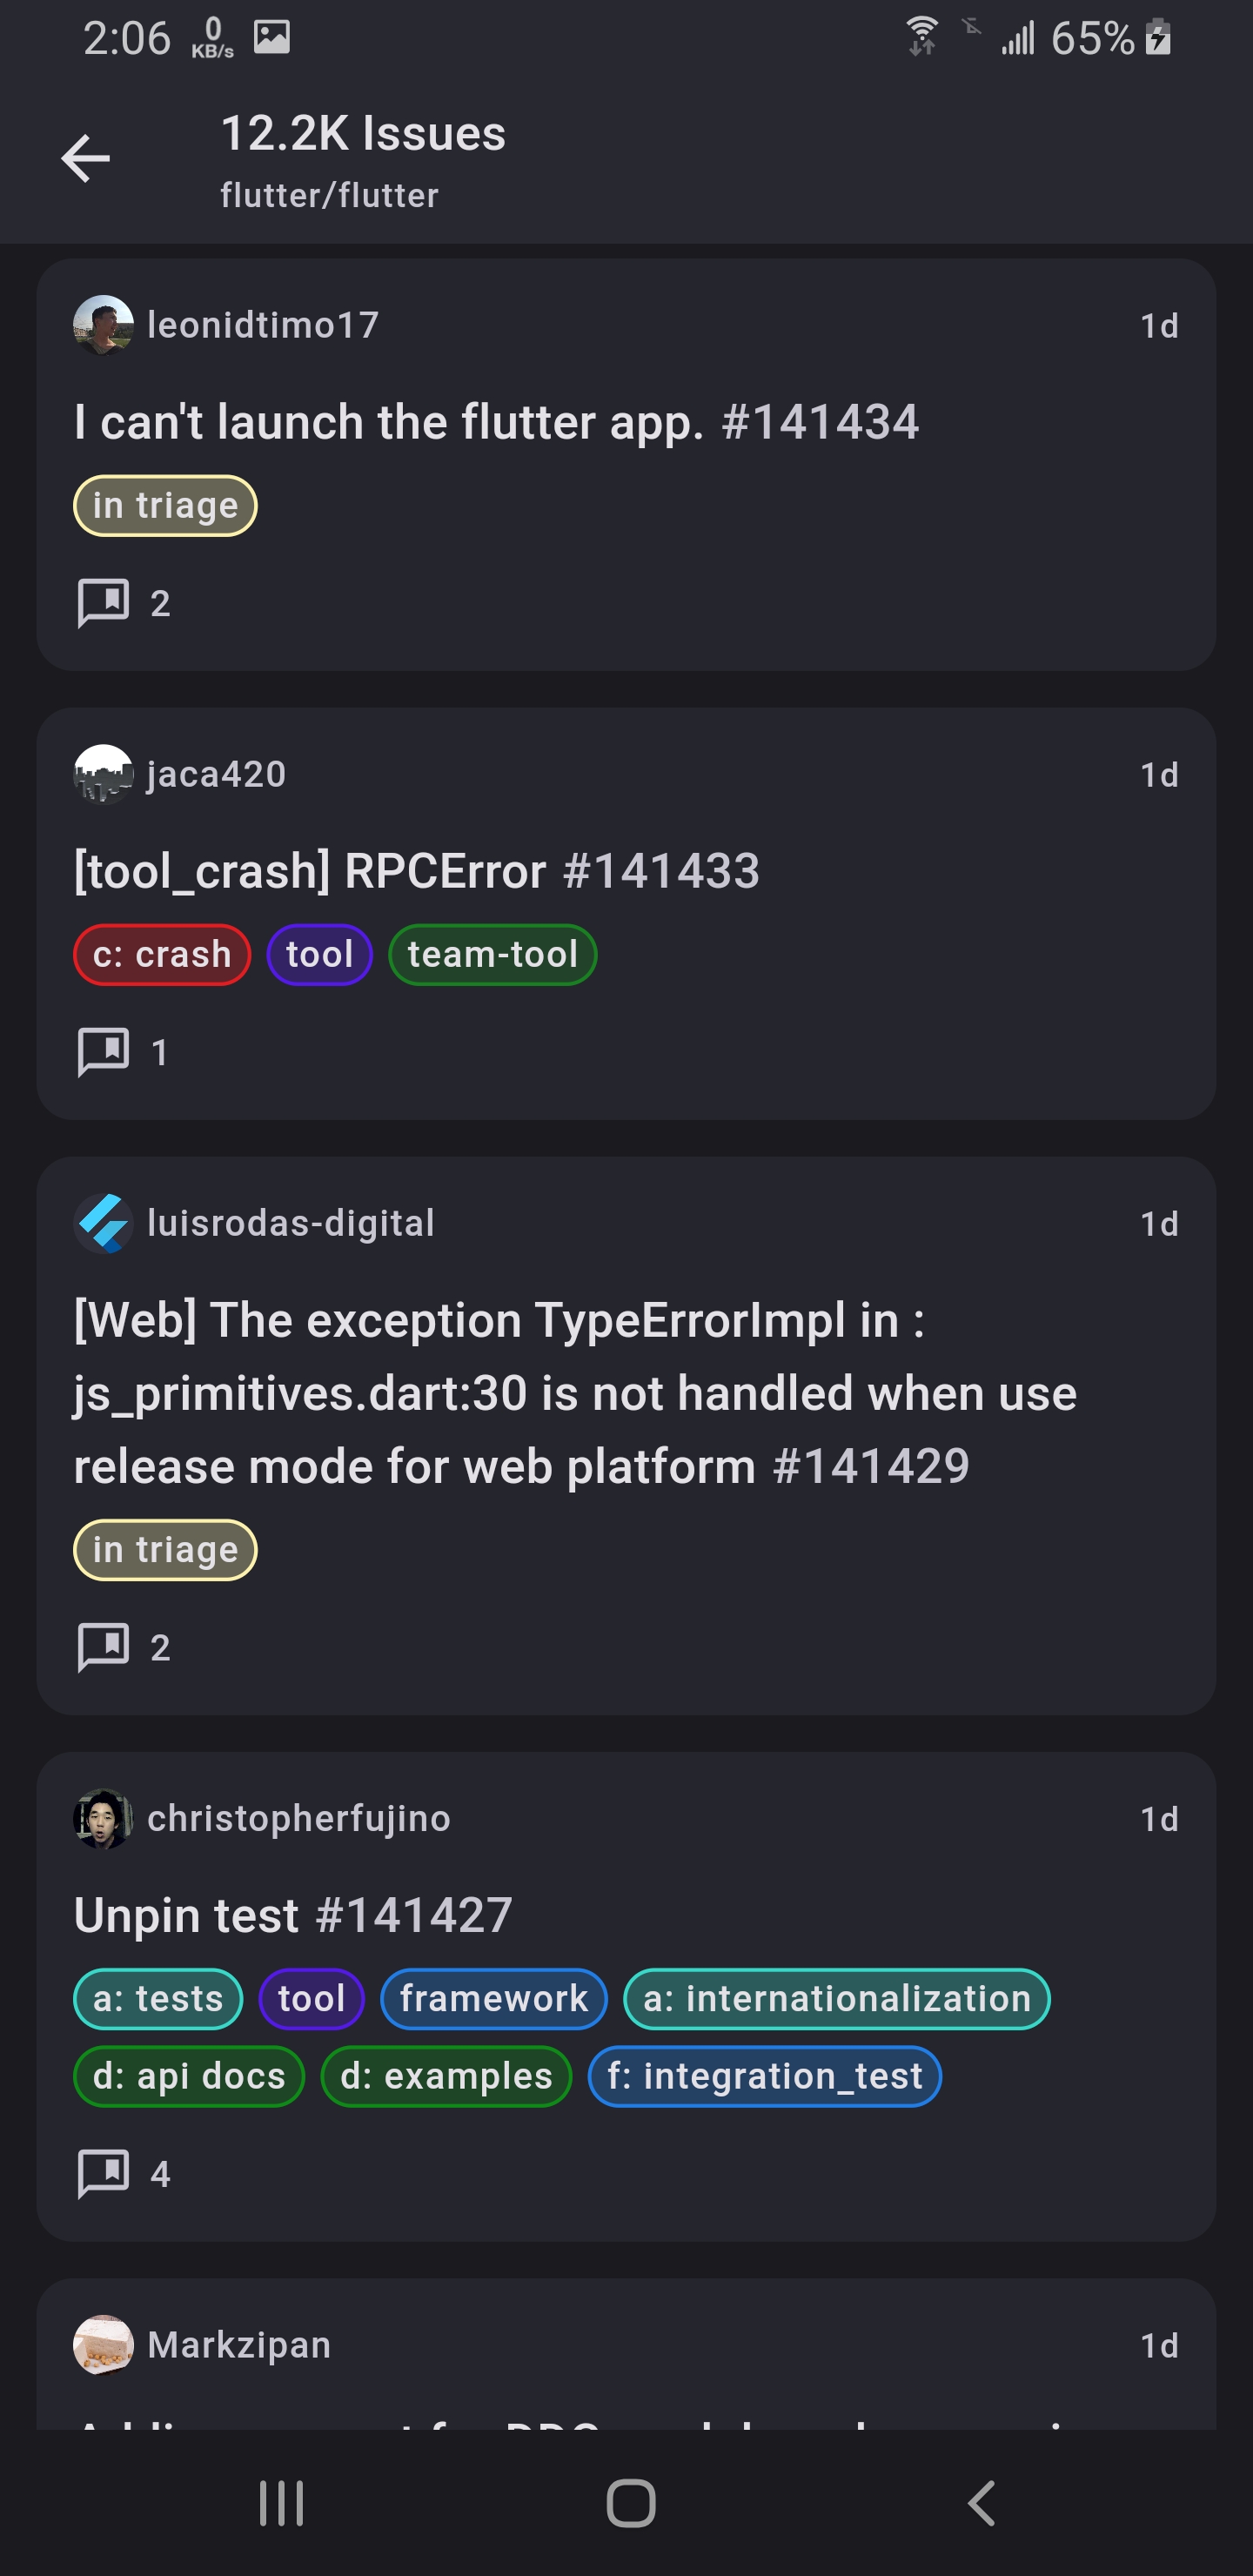 2:06 0 KB/s 65%
12.2K Issues
flutter/flutter
leonidtimo17 1d
I can't launch the flutter app. #141434
in triage
2
jaca420 1d
[tool_crash] RPCError #141433
c: crash tool team-tool
1
luisrodas-digital 1d
[Web] The exception TypeErrorImpl in :
js_primitives.dart:30 is not handled when use
release mode for web platform #141429
in triage
2
christopherfujino 1d
Unpin test #141427
a: tests tool framework a: internationalization
d: api docs d: examples f: integration_test
4
Markzipan 1d